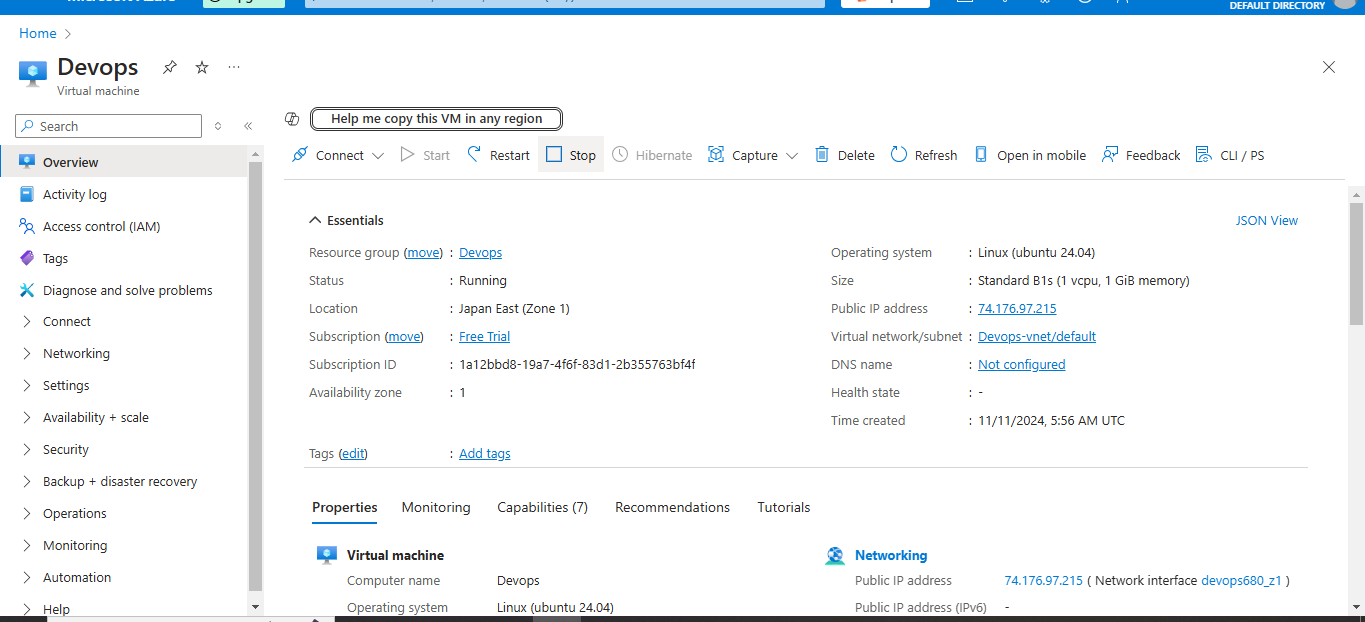 DEFAULT DIRECTORY
Home
Devops
Virtual machine
Search
Help me copy this VM in any region
Connect Start Restart Stop Hibernate Capture Delete Refresh Open in mobile Feedback CLI / PS
Overview
Activity log
Access control (IAM)
Tags
Diagnose and solve problems
Connect
Networking
Settings
Availability + scale
Security
Backup + disaster recovery
Operations
Monitoring
Automation
Help
Essentials
JSON View
Resource group (move) : Devops
Status : Running
Location : Japan East (Zone 1)
Subscription (move) : Free Trial
Subscription ID : 1a12bbd8-19a7-4f6f-83d1-2b355763bf4f
Availability zone : 1
Operating system : Linux (ubuntu 24.04)
Size : Standard B1s (1 vcpu, 1 GiB memory)
Public IP address : 74.176.97.215
Virtual network/subnet : Devops-vnet/default
DNS name : Not configured
Health state : -
Time created : 11/11/2024, 5:56 AM UTC
Tags (edit) : Add tags
Properties Monitoring Capabilities (7) Recommendations Tutorials
Virtual machine
Computer name Devops
Operating system Linux (ubuntu 24.04)
Networking
Public IP address 74.176.97.215 ( Network interface devops680_z1 )
Public IP address (IPv6) -